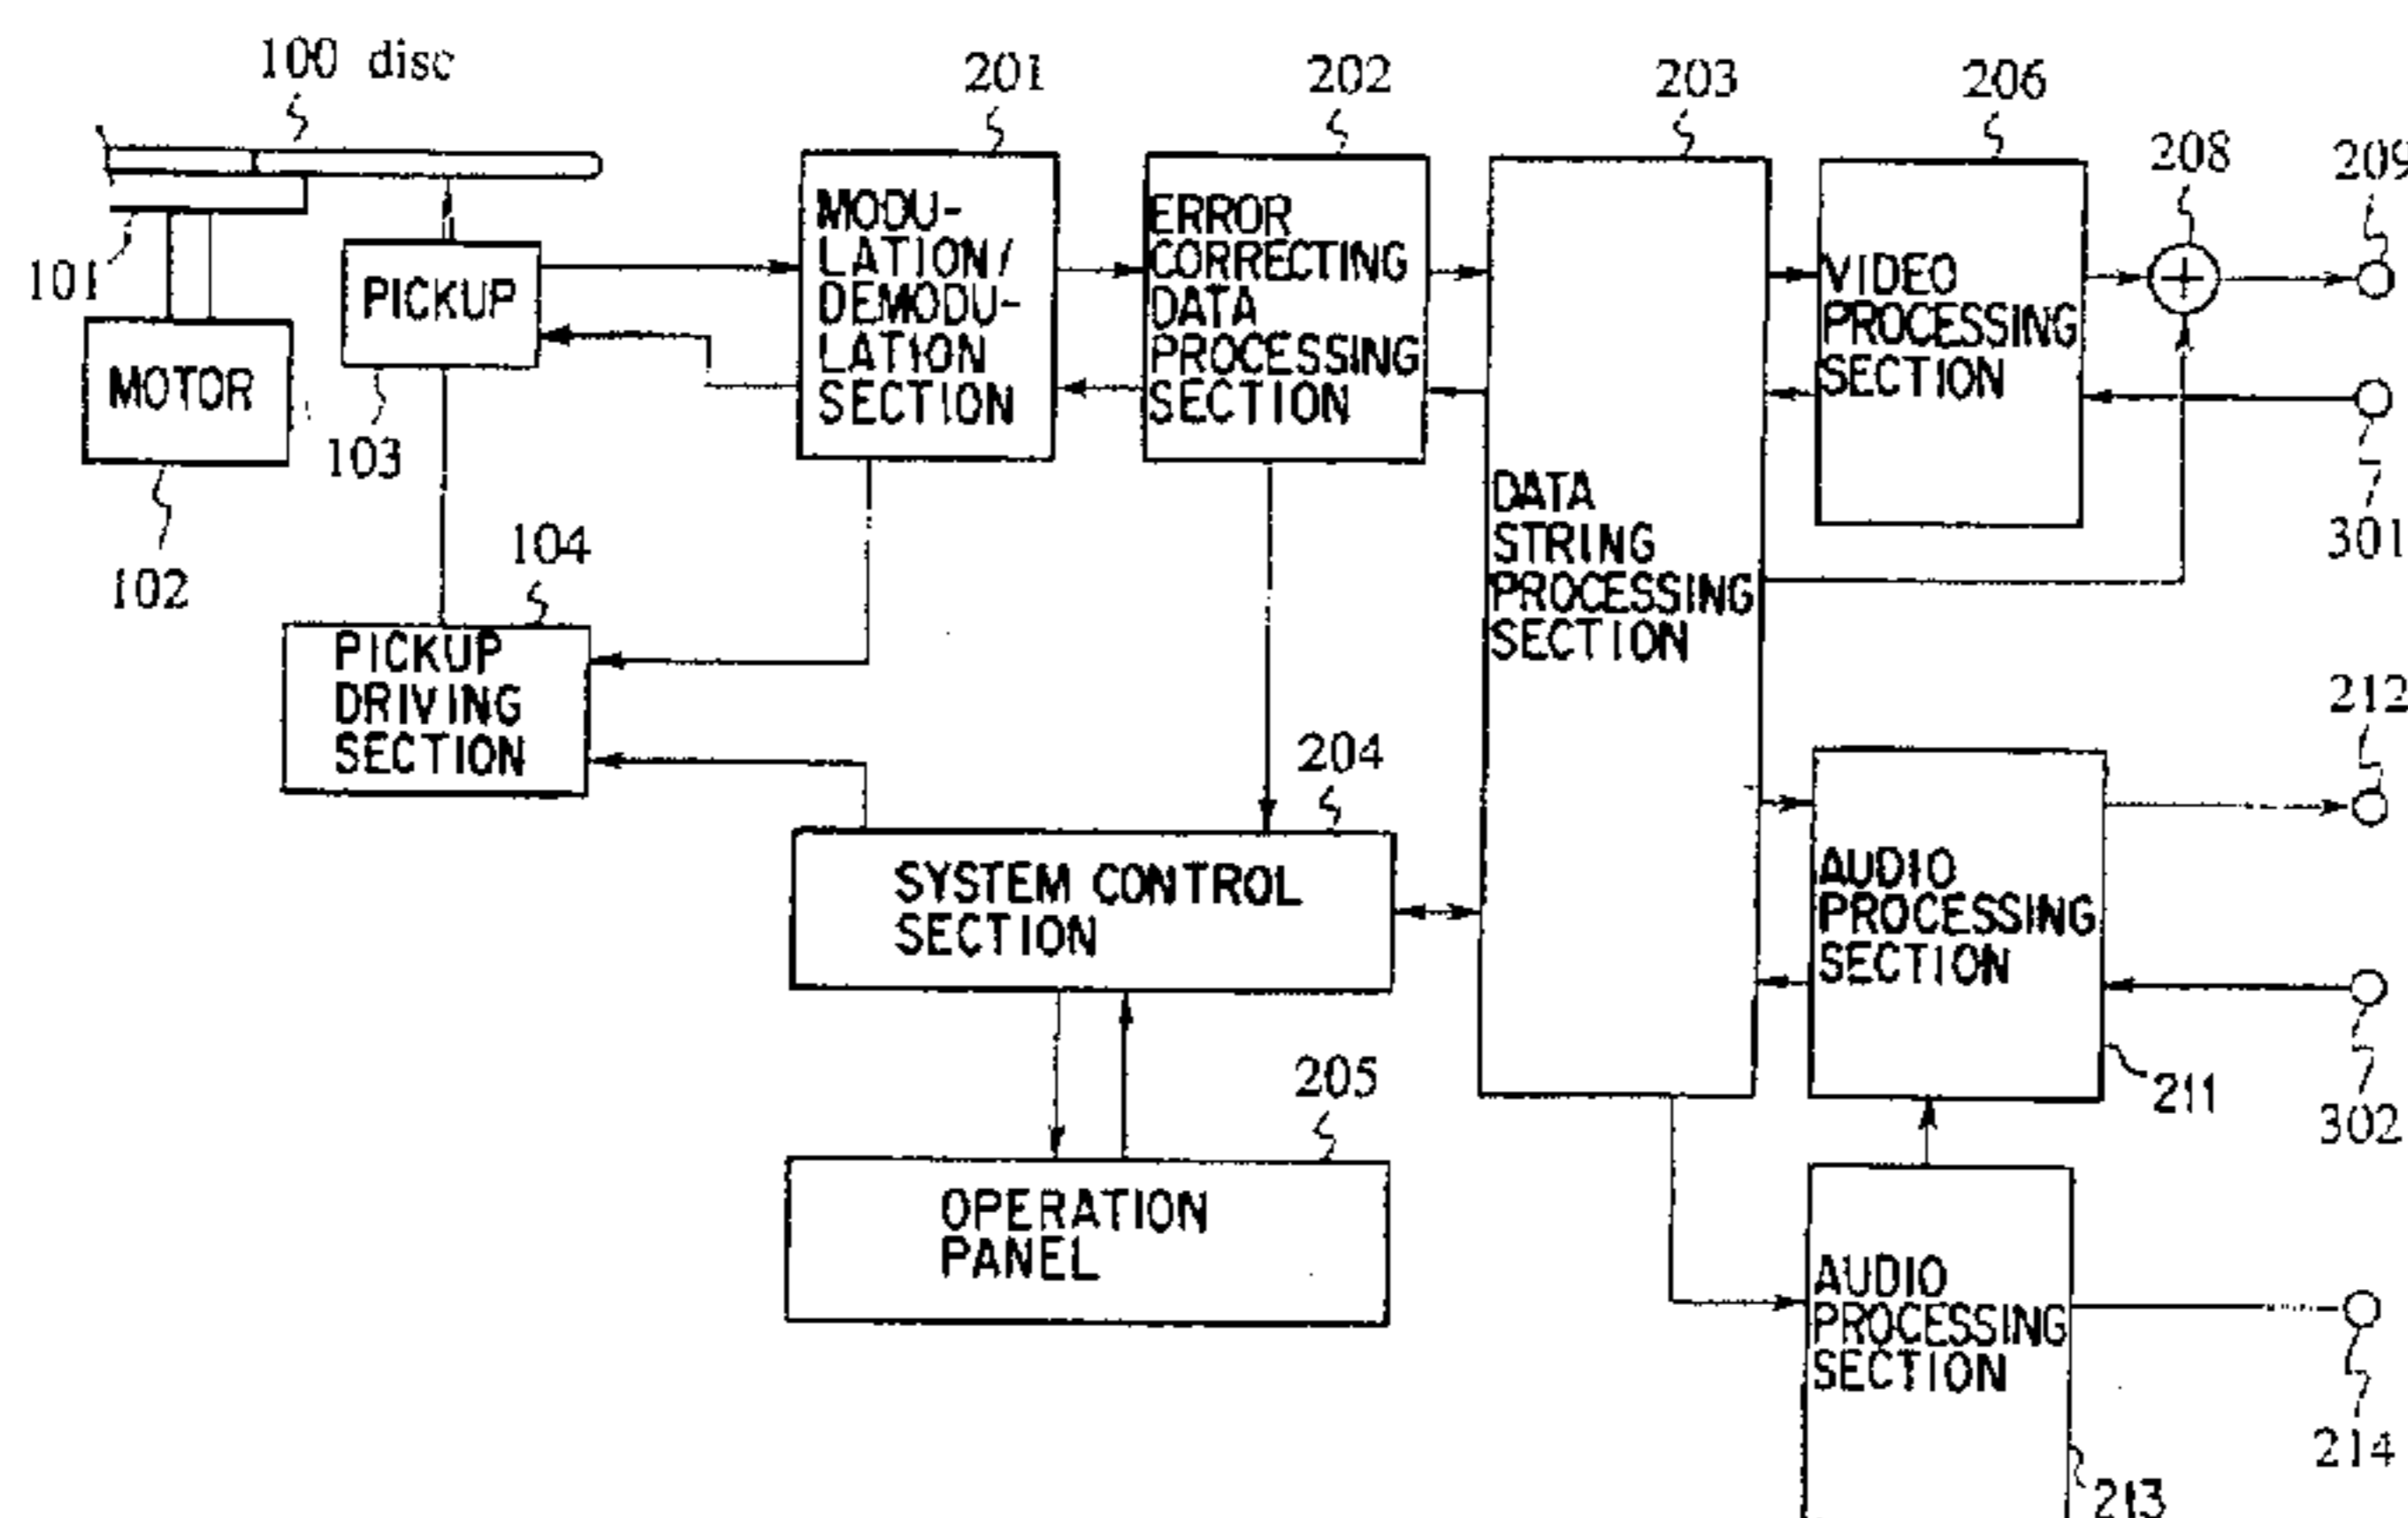 100 disc
201
202
203
206
208
209
MODU-
LATION/
DEMODU-
LATION
SECTION
ERROR
CORRECTING
DATA
PROCESSING
SECTION
VIDEO
PROCESSING
SECTION
101
PICKUP
MOTOR
103
102
301
104
DATA
STRING
PROCESSING
SECTION
PICKUP
DRIVING
SECTION
212
204
SYSTEM CONTROL
SECTION
AUDIO
PROCESSING
SECTION
205
211
302
OPERATION
PANEL
AUDIO
PROCESSING
SECTION
214
213